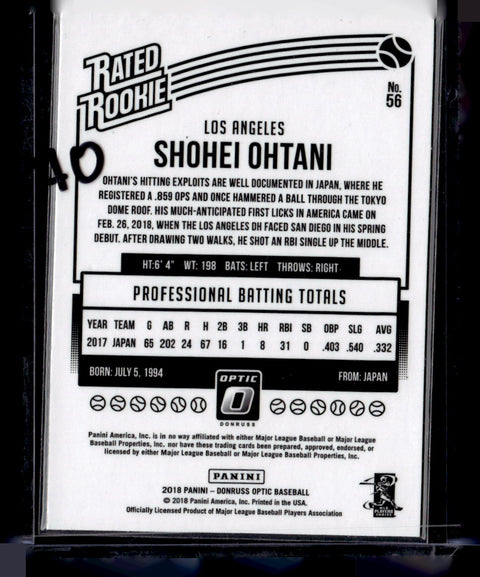 RATED
ROOKIE
No.
56
LOS ANGELES
SHOHEI OHTANI
40
OHTANI'S HITTING EXPLOITS ARE WELL DOCUMENTED IN JAPAN, WHERE HE
REGISTERED A .859 OPS AND ONCE HAMMERED A BALL THROUGH THE TOKYO
DOME ROOF. HIS MUCH-ANTICIPATED FIRST LICKS IN AMERICA CAME ON
FEB. 26, 2018, WHEN THE LOS ANGELES DH FACED SAN DIEGO IN HIS SPRING
DEBUT. AFTER DRAWING TWO WALKS, HE SHOT AN RBI SINGLE UP THE MIDDLE.
HT: 6' 4" WT: 198 BATS: LEFT THROWS: RIGHT
PROFESSIONAL BATTING TOTALS
YEAR TEAM G AB R H 2B 3B HR RBI SB OBP SLG AVG
2017 JAPAN 65 202 24 67 16 1 8 31 0 .403 .540 .332
BORN: JULY 5, 1994 FROM: JAPAN
OPTIC
DONRUSS
Panini America, Inc. is in no way affiliated with either Major League Baseball or Major League
Baseball Properties, Inc. nor have these trading cards been prepared, approved, endorsed, or
licensed by either Major League Baseball or Major League Baseball Properties, Inc.
PANINI
2018 PANINI - DONRUSS OPTIC BASEBALL
© 2018 Panini America, Inc. Printed in the USA.
Officially Licensed Product of Major League Baseball Players Association
MLB PLAYERS
CHOICE